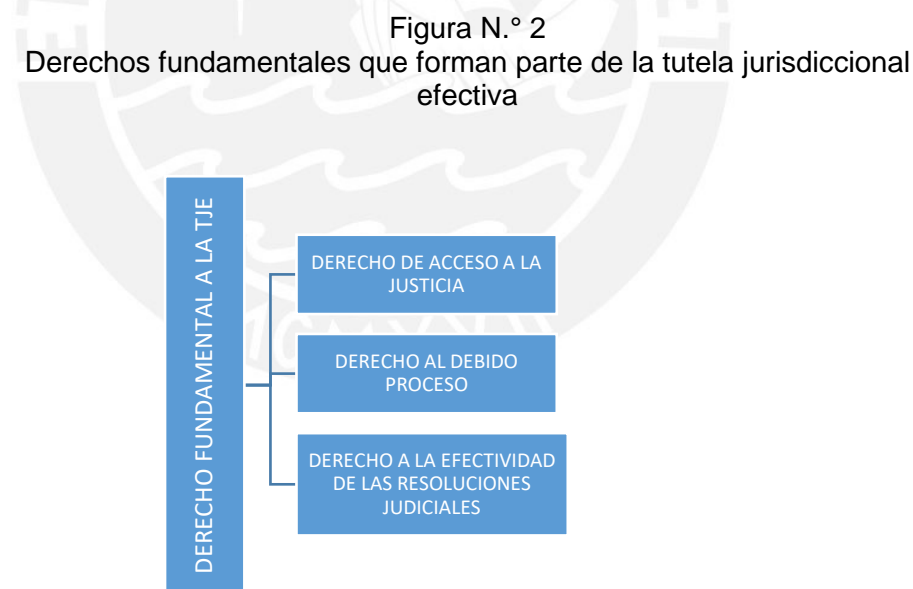 Figura N.° 2
Derechos fundamentales que forman parte de la tutela jurisdiccional
efectiva
DERECHO FUNDAMENTAL A LA TJE
DERECHO DE ACCESO A LA
JUSTICIA
DERECHO AL DEBIDO
PROCESO
DERECHO A LA EFECTIVIDAD
DE LAS RESOLUCIONES
JUDICIALES